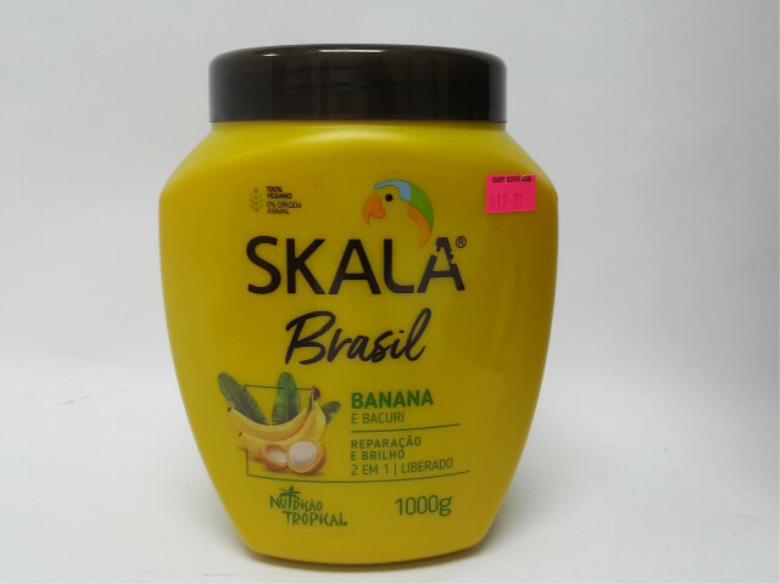 100%
VEGANO
0% ORIGEM
ANIMAL
SKALA®
Brasil
BANANA
E BACURI
REPARAÇÃO
E BRILHO
2 EM 1 | LIBERADO
NUTRIÇÃO
TROPICAL
1000g